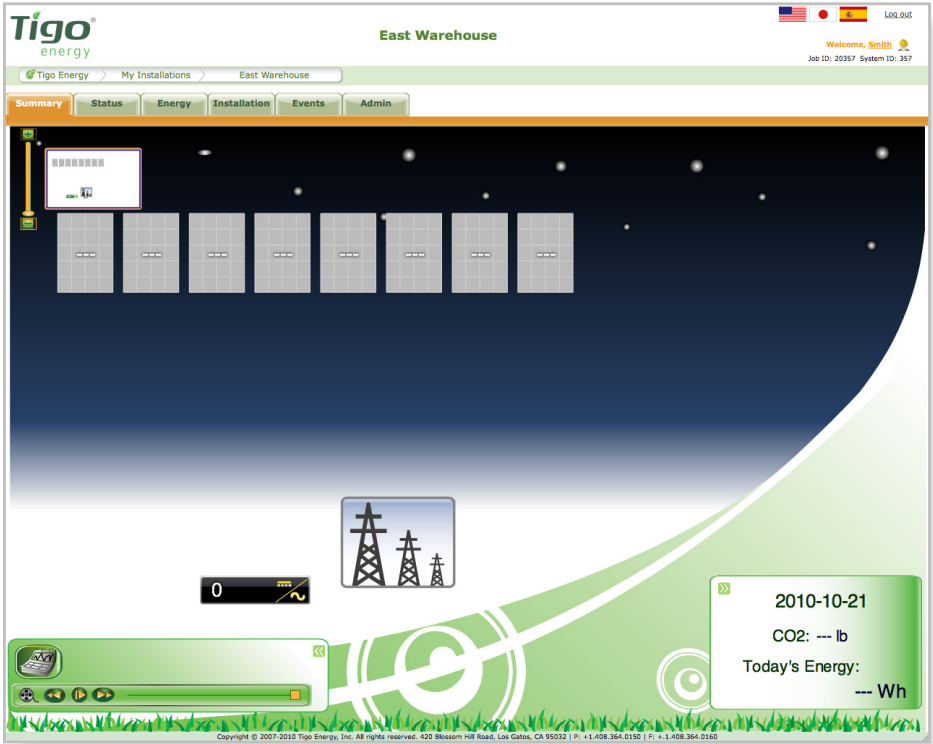 Tigo®
energy
East Warehouse
Log out
Welcome, Smith
Job ID: 20357 System ID: 357
Tigo Energy
My Installations
East Warehouse
Summary
Status
Energy
Installation
Events
Admin
--- --- --- --- --- --- --- ---
0
2010-10-21
CO2: --- lb
Today's Energy:
--- Wh
Copyright © 2007-2010 Tigo Energy, Inc. All rights reserved. 420 Blossom Hill Road, Los Gatos, CA 95032 | P: +1.408.364.0150 | F: +.1.408.364.0160